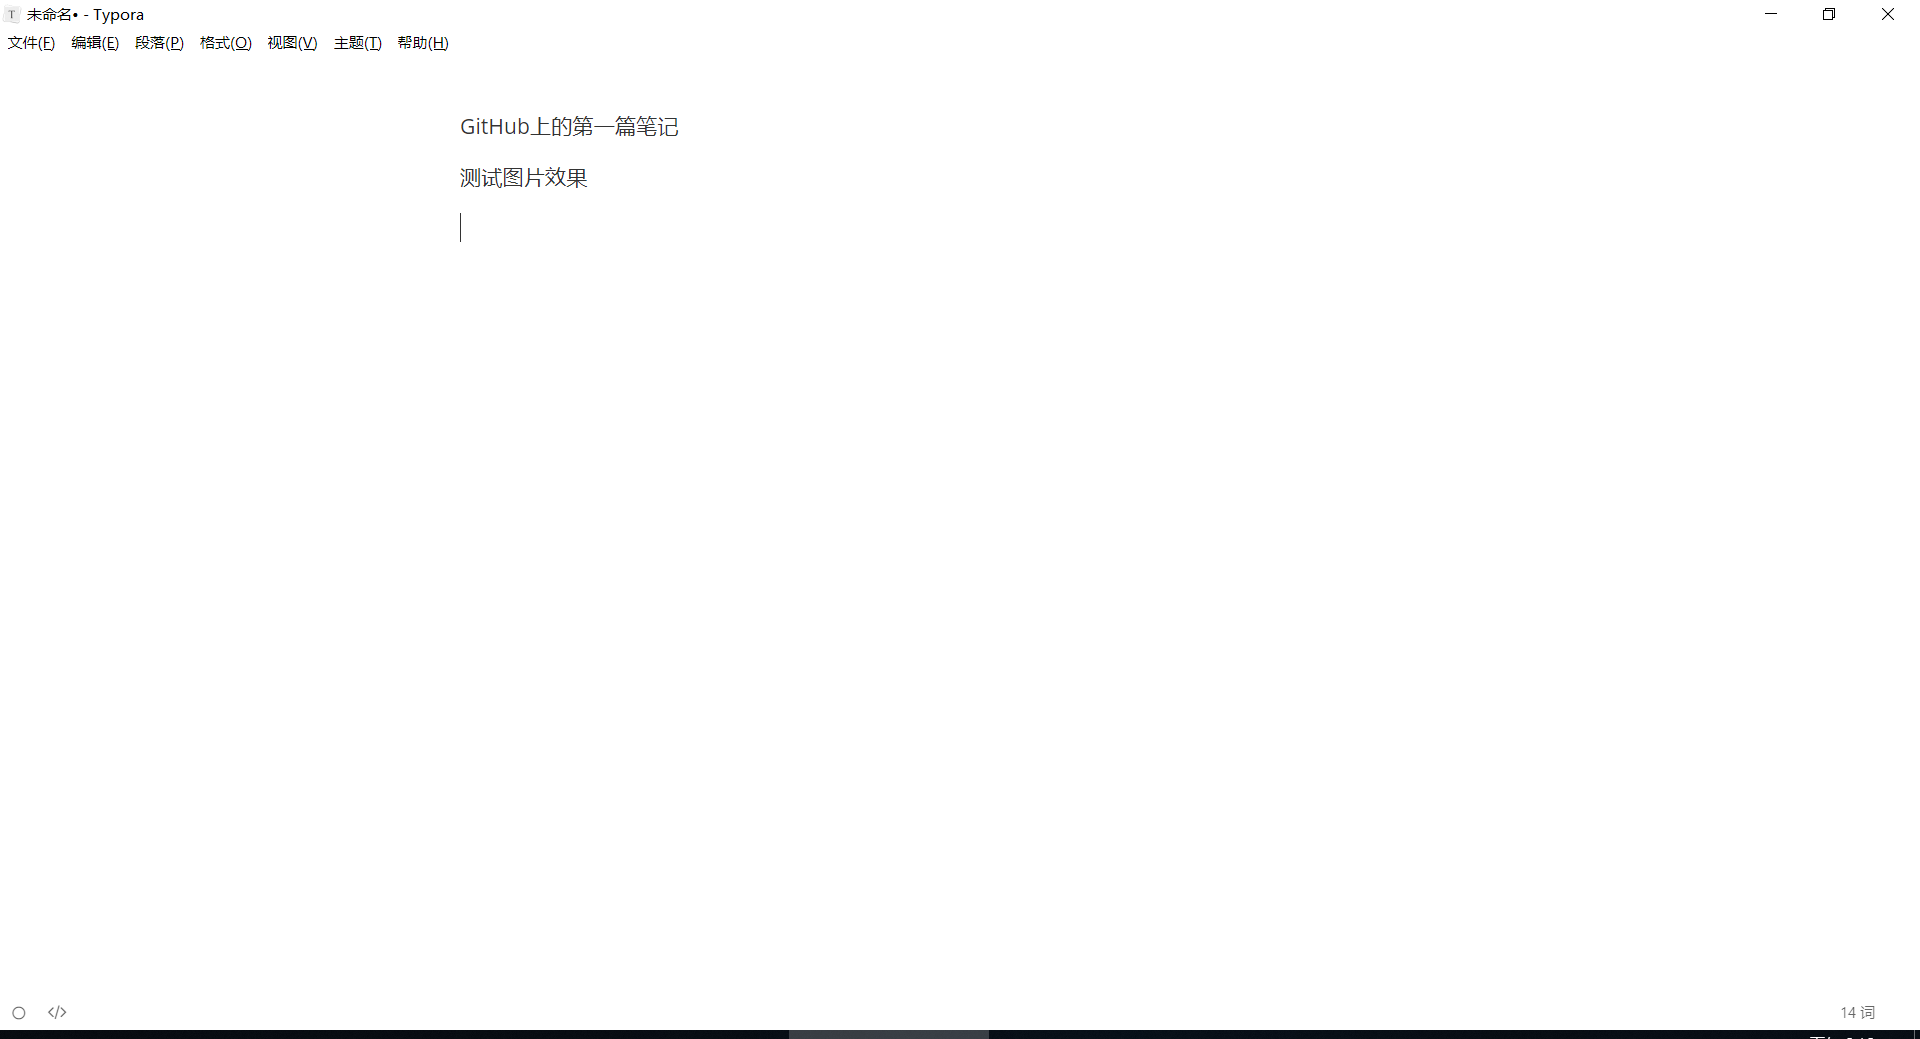 T 未命名• - Typora
文件(F) 编辑(E) 段落(P) 格式(O) 视图(V) 主题(T) 帮助(H)
GitHub上的第一篇笔记
测试图片效果
</> 14 词